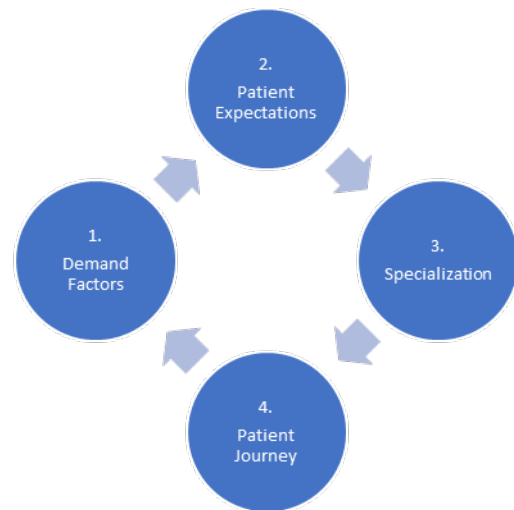 1.
Demand
Factors
2.
Patient
Expectations
3.
Specialization
4.
Patient
Journey